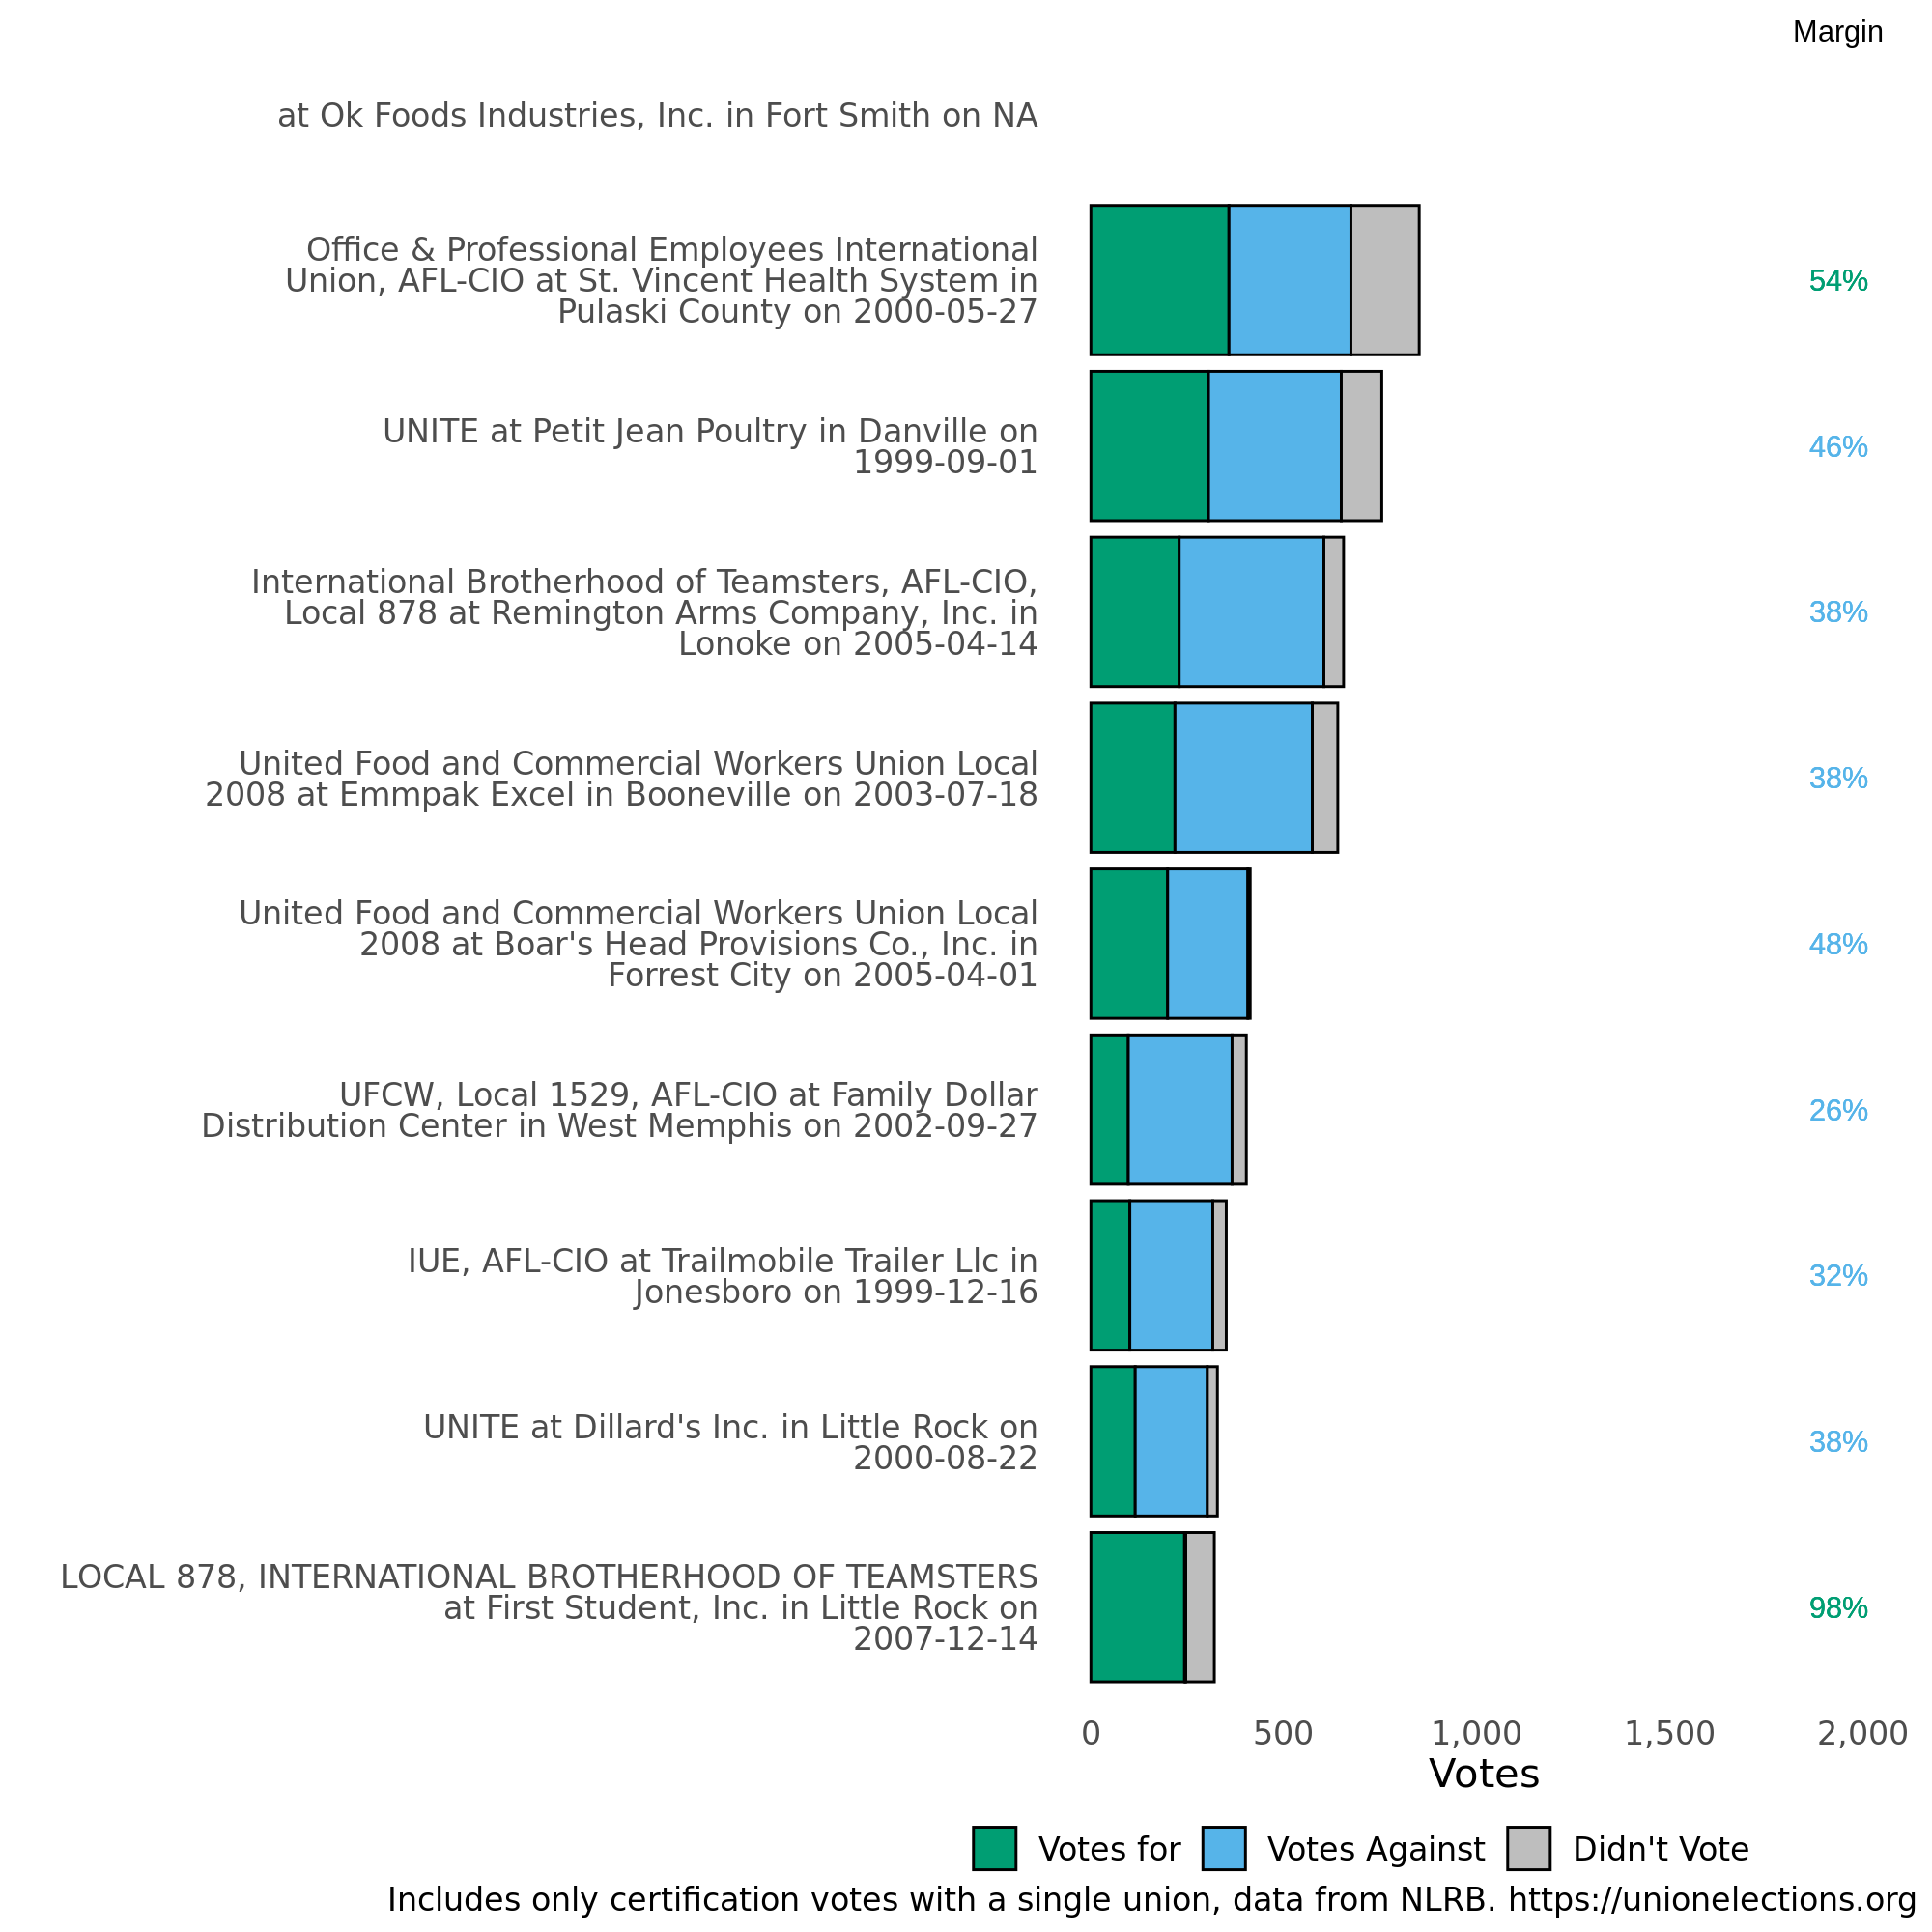 Margin
at Ok Foods Industries, Inc. in Fort Smith on NA
Office & Professional Employees International
Union, AFL-CIO at St. Vincent Health System in
Pulaski County on 2000-05-27
54%
UNITE at Petit Jean Poultry in Danville on
1999-09-01
46%
International Brotherhood of Teamsters, AFL-CIO,
Local 878 at Remington Arms Company, Inc. in
Lonoke on 2005-04-14
38%
United Food and Commercial Workers Union Local
2008 at Emmpak Excel in Booneville on 2003-07-18
38%
United Food and Commercial Workers Union Local
2008 at Boar's Head Provisions Co., Inc. in
Forrest City on 2005-04-01
48%
UFCW, Local 1529, AFL-CIO at Family Dollar
Distribution Center in West Memphis on 2002-09-27
26%
IUE, AFL-CIO at Trailmobile Trailer Llc in
Jonesboro on 1999-12-16
32%
UNITE at Dillard's Inc. in Little Rock on
2000-08-22
38%
LOCAL 878, INTERNATIONAL BROTHERHOOD OF TEAMSTERS
at First Student, Inc. in Little Rock on
2007-12-14
98%
0 500 1,000 1,500 2,000
Votes
Votes for Votes Against Didn't Vote
Includes only certification votes with a single union, data from NLRB. https://unionelections.org